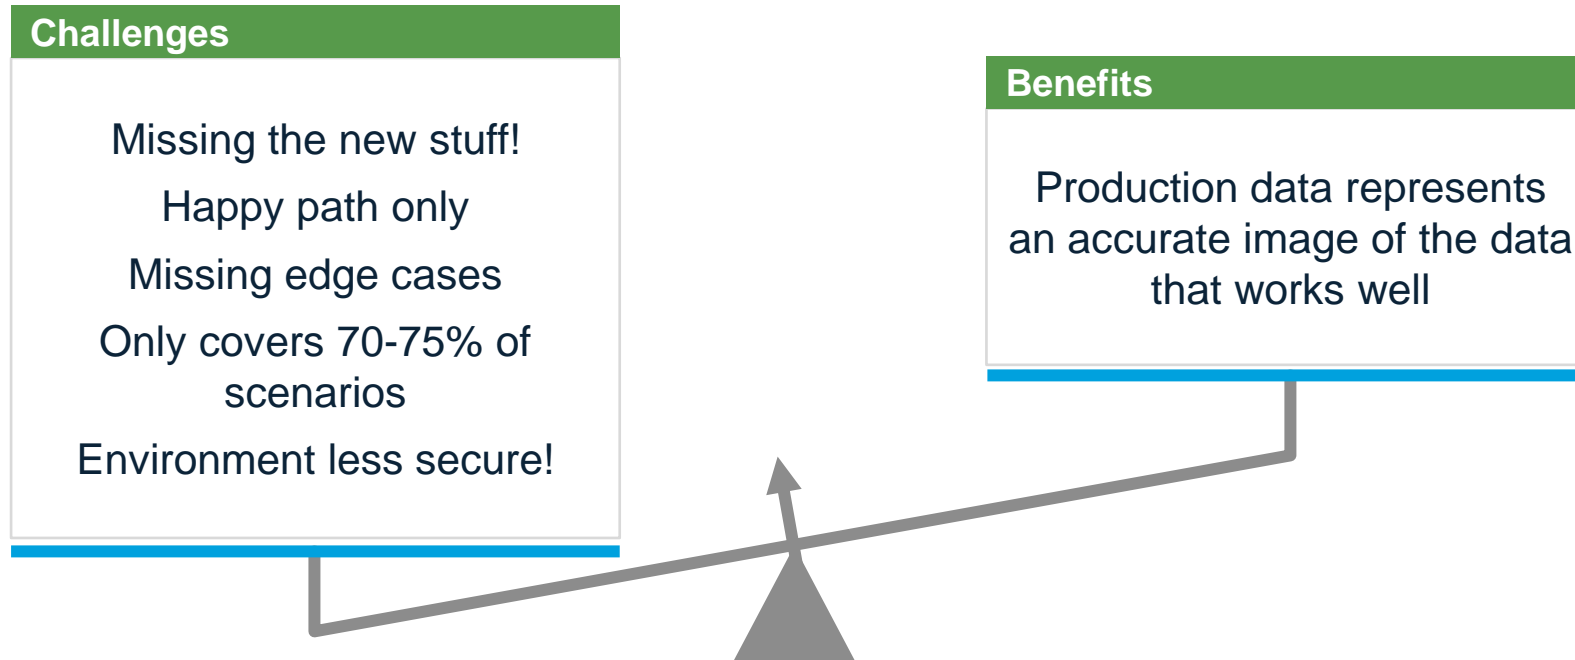 Challenges
Missing the new stuff!
Happy path only
Missing edge cases
Only covers 70-75% of
scenarios
Environment less secure!
Benefits
Production data represents
an accurate image of the data
that works well